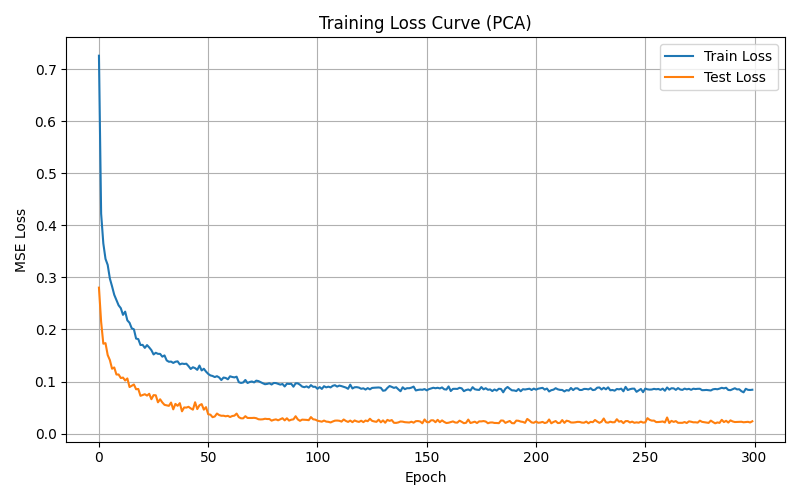 Training Loss Curve (PCA)
Train Loss
Test Loss
MSE Loss
0.7
0.6
0.5
0.4
0.3
0.2
0.1
0.0
0 50 100 150 200 250 300
Epoch